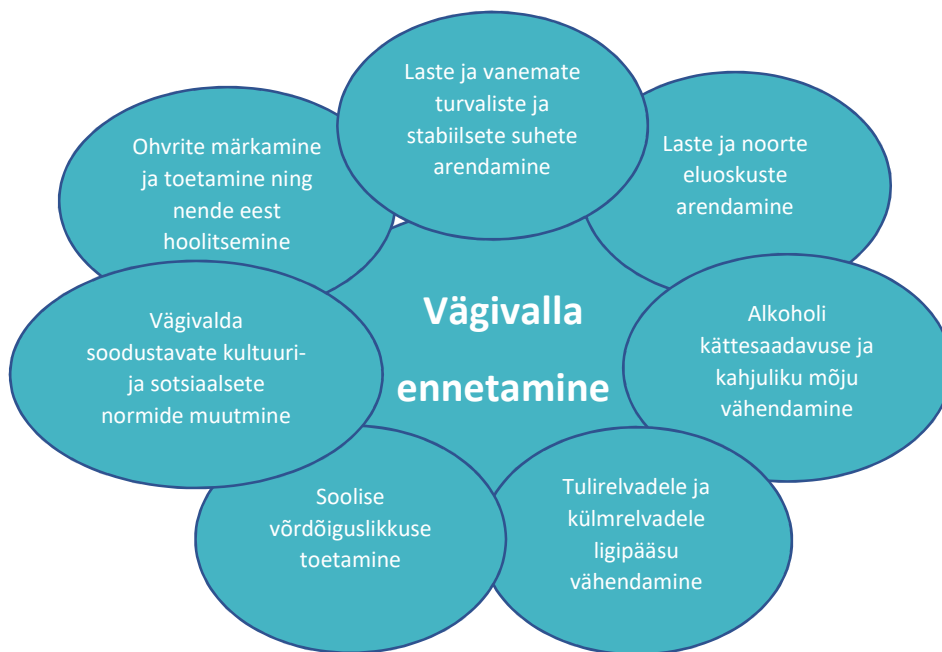 Laste ja vanemate
turvaliste ja
stabiilsete suhete
arendamine
Laste ja noorte
eluoskuste
arendamine
Alkoholi
kättesaadavuse ja
kahjuliku mõju
vähendamine
Tulirelvadele ja
külmrelvadele
ligipääsu
vähendamine
Soolise
võrdõiguslikkuse
toetamine
Vägivalda
soodustavate kultuuri-
ja sotsiaalsete
normide muutmine
Ohvrite märkamine
ja toetamine ning
nende eest
hoolitsemine
Vägivalla
ennetamine